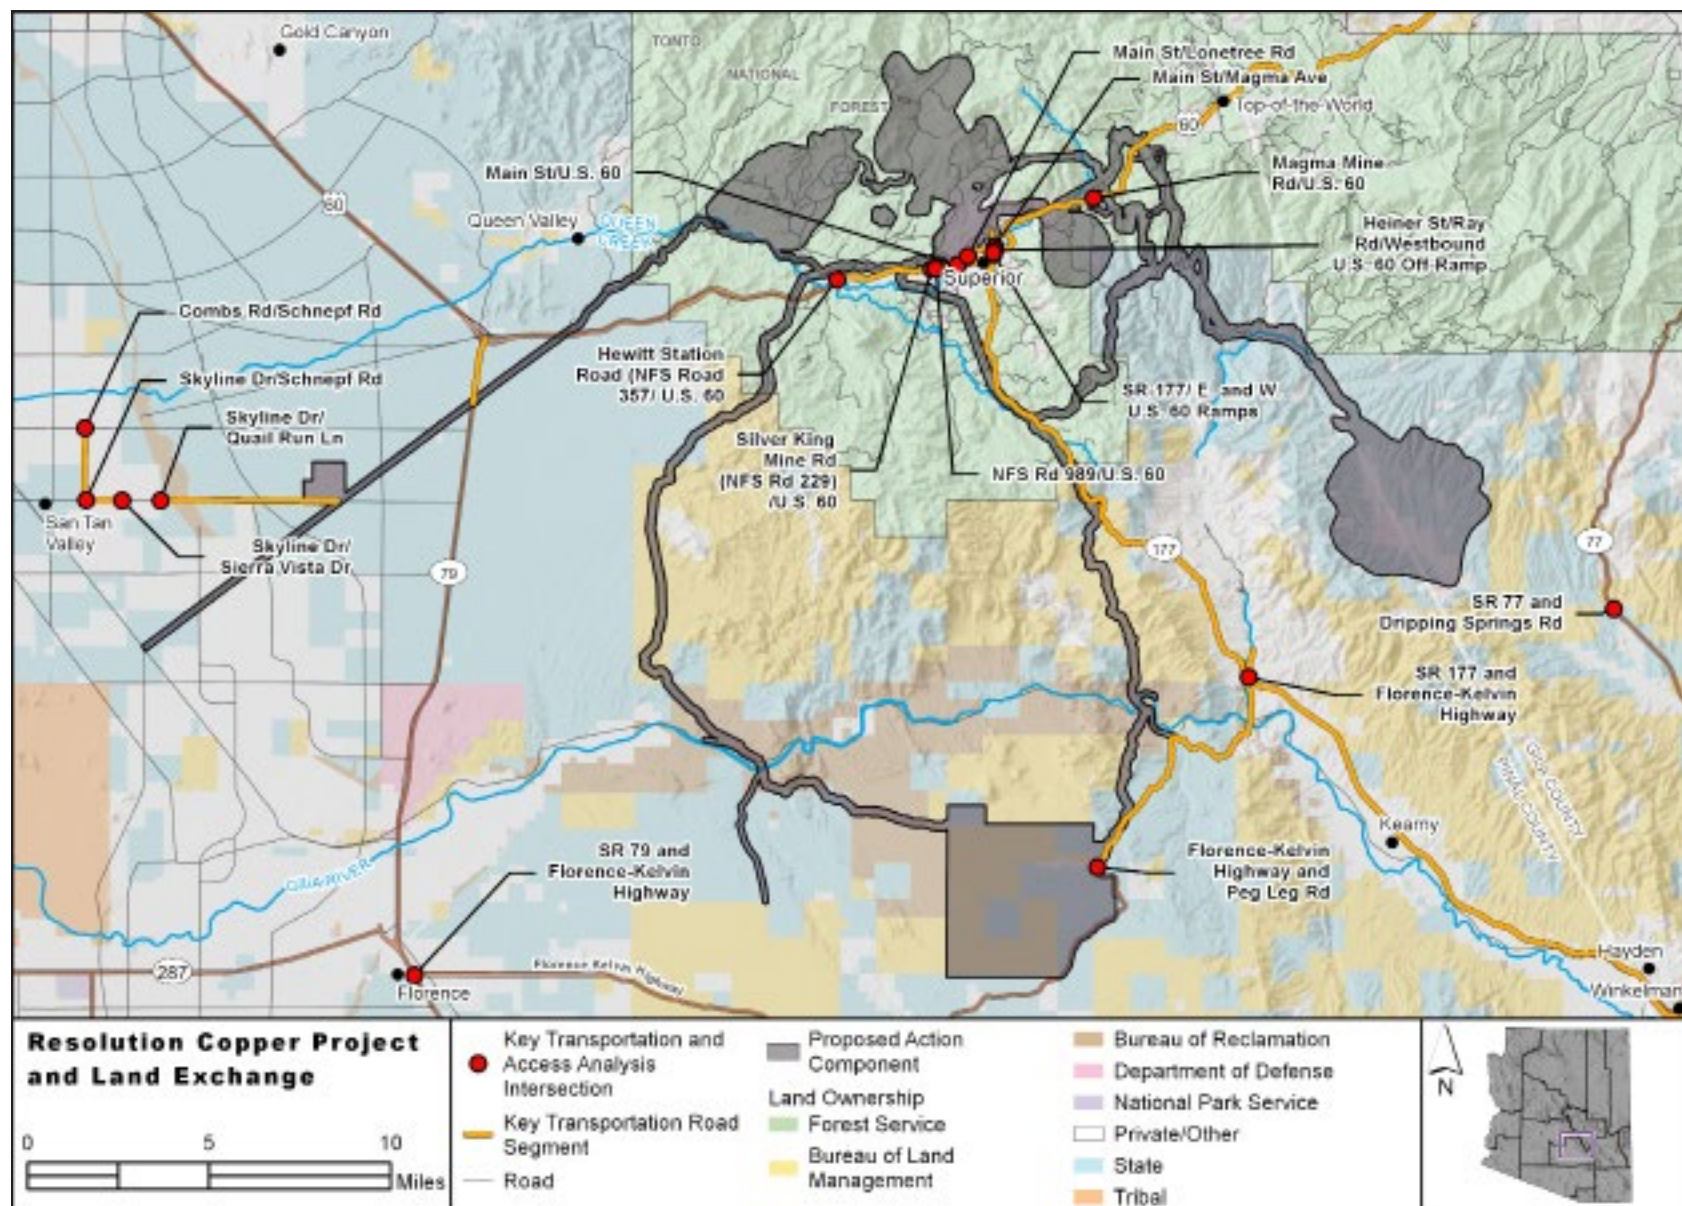 Gold Canyon
TONTO
NATIONAL
FOREST
Main St/Lonetree Rd
Main St/Magma Ave
Top-of-the-World
60
Main St/U.S. 60
Magma Mine
Rd/U.S. 60
60
Queen Valley
QUEEN
CREEK
Heiner St/Ray
Rd/Westbound
U.S. 60 Off Ramp
Superior
Combs Rd/Schnepf Rd
Skyline Dr/Schnepf Rd
Skyline Dr/
Quail Run Ln
Hewitt Station
Road (NFS Road
357/ U.S. 60
SR 177/ E and W
U.S. 60 Ramps
Silver King
Mine Rd
(NFS Rd 229)
/U.S. 60
NFS Rd 989/U.S. 60
San Tan
Valley
Skyline Dr/
Sierra Vista Dr
79
177
77
SR 77 and
Dripping Springs Rd
SR 177 and
Florence-Kelvin
Highway
GILA COUNTY
PINAL COUNTY
Kearny
SR 79 and
Florence-Kelvin
Highway
Florence-Kelvin
Highway and
Peg Leg Rd
GILA RIVER
287
Florence
Florence Kelvin Highway
Hayden
Winkelman
Resolution Copper Project
and Land Exchange
0 5 10
Miles
Key Transportation and
Access Analysis
Intersection
Key Transportation Road
Segment
Road
Proposed Action
Component
Land Ownership
Forest Service
Bureau of Land
Management
Bureau of Reclamation
Department of Defense
National Park Service
Private/Other
State
Tribal
N